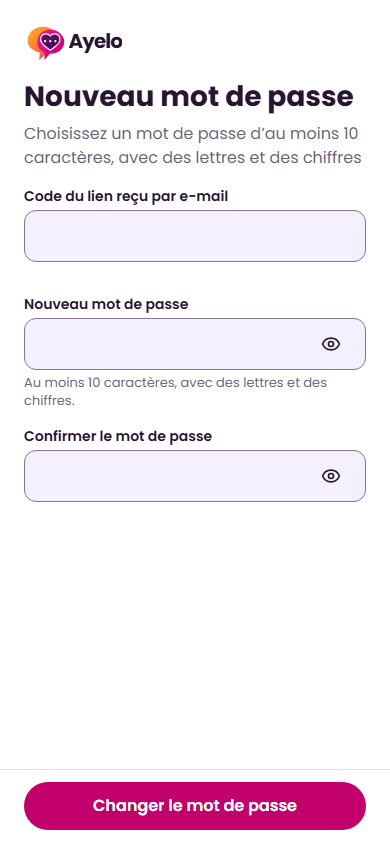 Ayelo
Nouveau mot de passe
Choisissez un mot de passe d’au moins 10
caractères, avec des lettres et des chiffres
Code du lien reçu par e-mail
Nouveau mot de passe
Au moins 10 caractères, avec des lettres et des
chiffres.
Confirmer le mot de passe
Changer le mot de passe